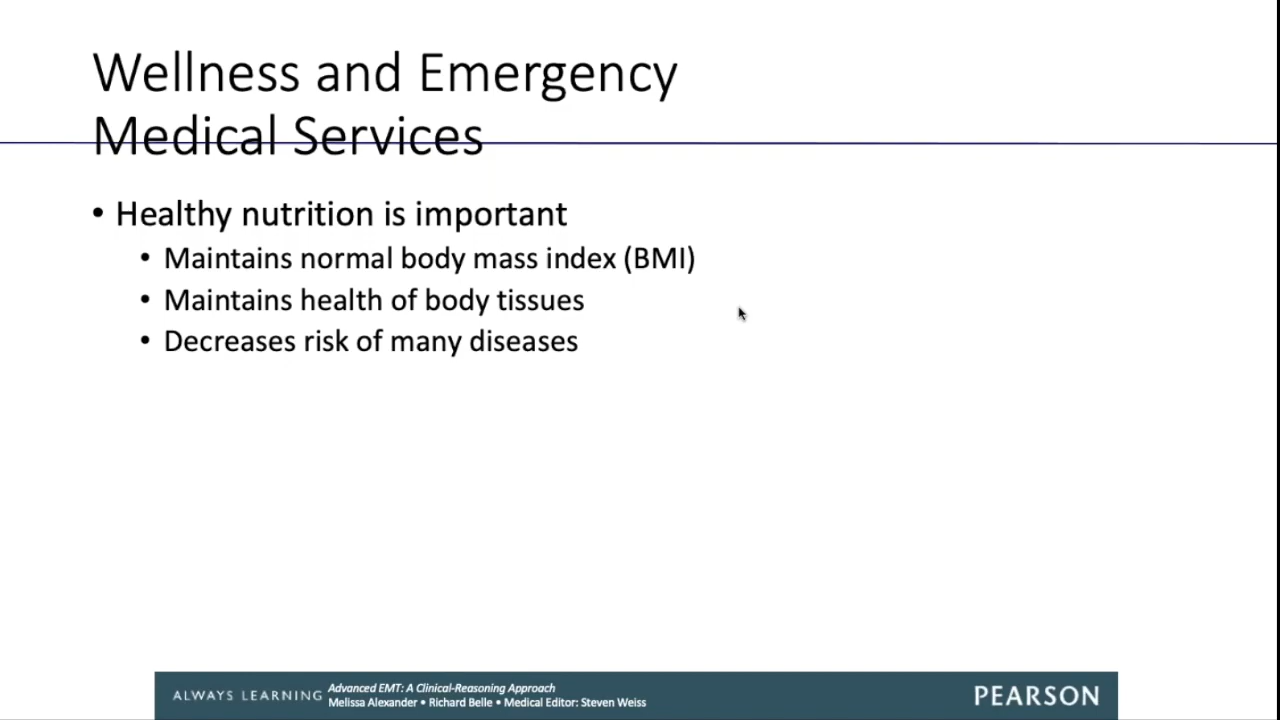 Wellness and Emergency
Medical Services
• Healthy nutrition is important
• Maintains normal body mass index (BMI)
• Maintains health of body tissues
• Decreases risk of many diseases
ALWAYS LEARNING
Advanced EMT: A Clinical-Reasoning Approach
Melissa Alexander • Richard Belle • Medical Editor: Steven Weiss
PEARSON